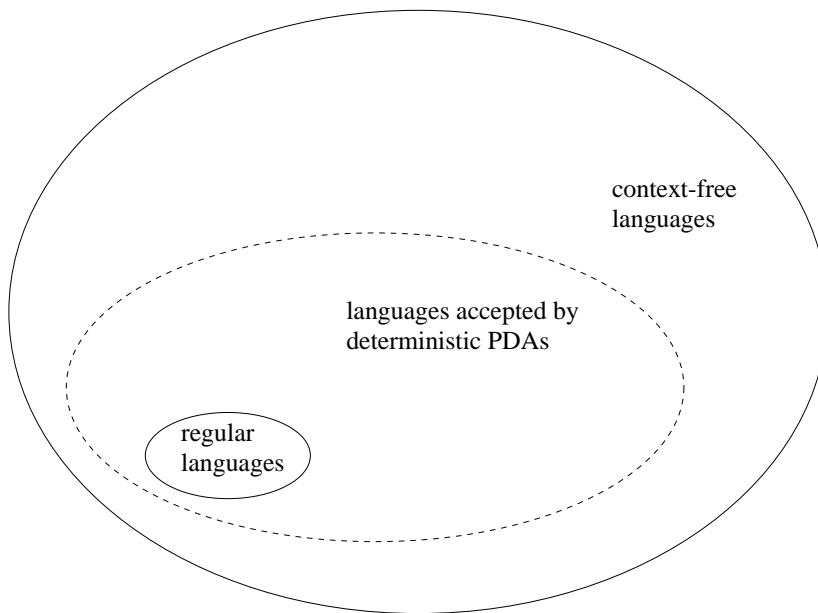 context-free
languages
languages accepted by
deterministic PDAs
regular
languages